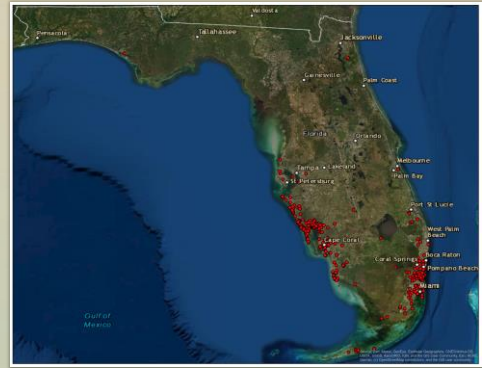 Valdosta
Pensacola
Tallahassee
Jacksonville
Gainesville
Palm Coast
Florida
Orlando
Tampa
Lakeland
St Petersburg
Melbourne
Palm Bay
Port St Lucie
West Palm
Beach
Cape Coral
Coral Springs
Boca Raton
Pompano Beach
Miami
Gulf of
Mexico